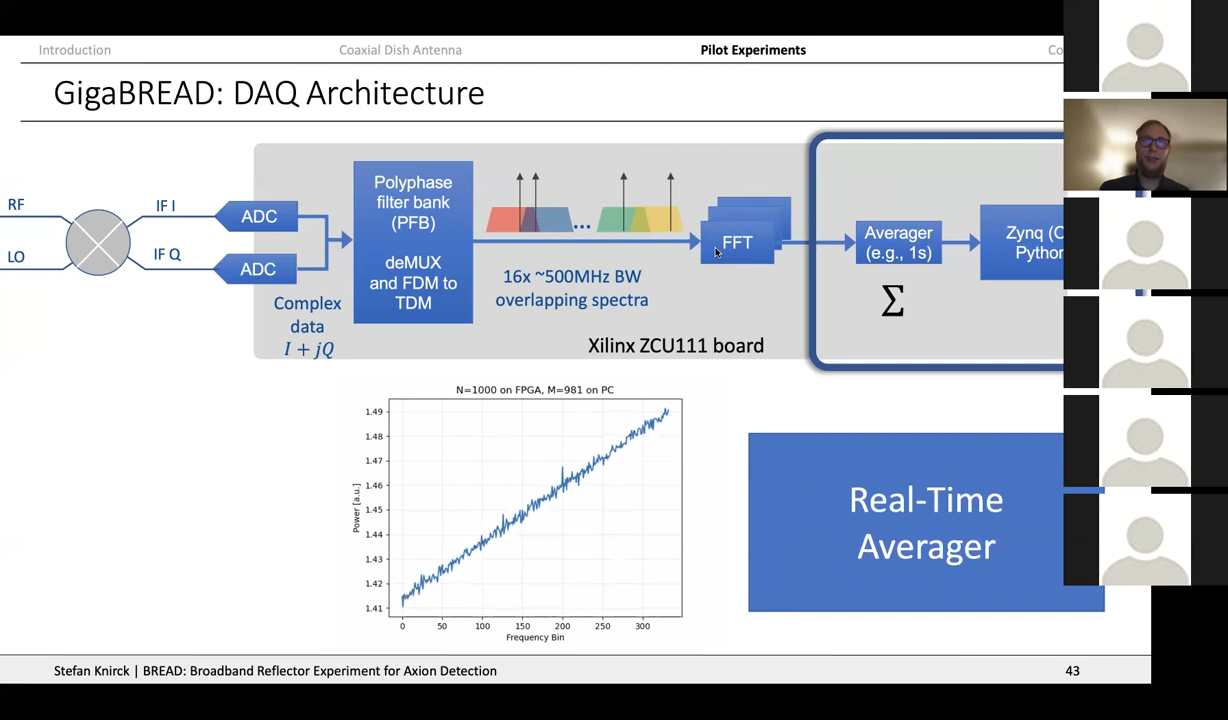 Introduction
Coaxial Dish Antenna
Pilot Experiments
GigaBREAD: DAQ Architecture
RF
LO
IF I
IF Q
ADC
ADC
Complex
data
I + jQ
Polyphase
filter bank
(PFB)
deMUX
and FDM to
TDM
...
16x ~500MHz BW
overlapping spectra
FFT
Xilinx ZCU111 board
Averager
(e.g., 1s)
Σ
Zynq (
Python
N=1000 on FPGA, M=981 on PC
Power [a.u.]
1.49
1.48
1.47
1.46
1.45
1.44
1.43
1.42
1.41
0 50 100 150 200 250 300
Frequency Bin
Real-Time
Averager
Stefan Knirck | BREAD: Broadband Reflector Experiment for Axion Detection
43